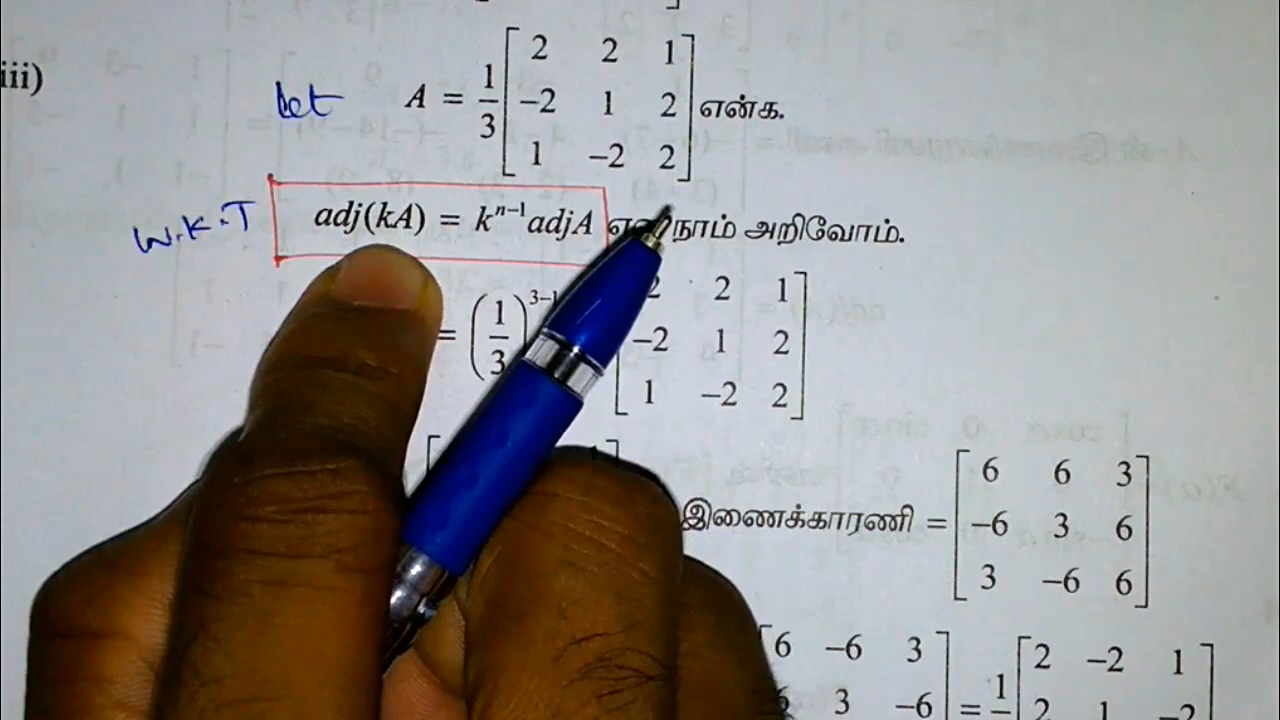 iii)
let A = 1/3 [2 2 1; -2 1 2; 1 -2 2] என்க.
W.K.T adj(kA) = k^{n-1} adjA நாம் அறிவோம்.
= (1/3)^{3-1} [2 2 1; -2 1 2; 1 -2 2]
இணைக்காரணி = [6 6 3; -6 3 6; 3 -6 6]
6 -6 3
3 -6
= 1
2 -2 1
2 1 -2